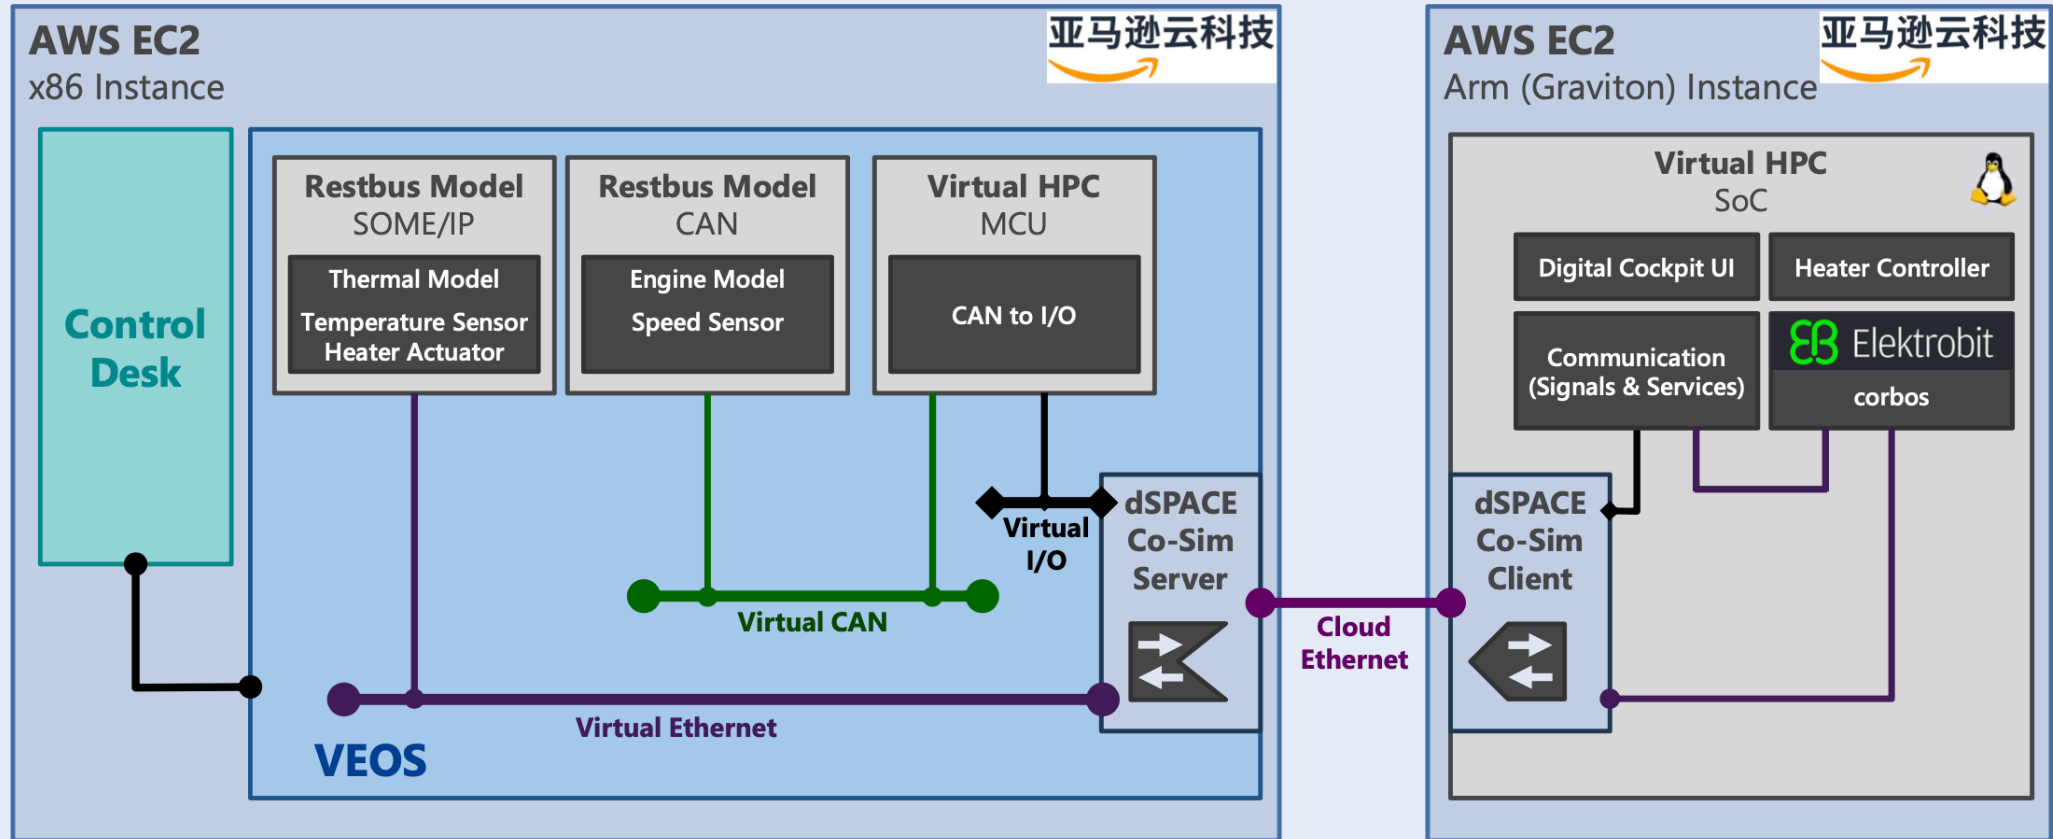 AWS EC2
x86 Instance
亚马逊云科技
Control
Desk
Restbus Model
SOME/IP
Thermal Model
Temperature Sensor
Heater Actuator
Restbus Model
CAN
Engine Model
Speed Sensor
Virtual HPC
MCU
CAN to I/O
Virtual
I/O
Virtual CAN
Virtual Ethernet
VEOS
dSPACE
Co-Sim
Server
Cloud
Ethernet
AWS EC2
Arm (Graviton) Instance
亚马逊云科技
Virtual HPC
SoC
Digital Cockpit UI
Heater Controller
Communication
(Signals & Services)
EB Elektrobit
corbos
dSPACE
Co-Sim
Client